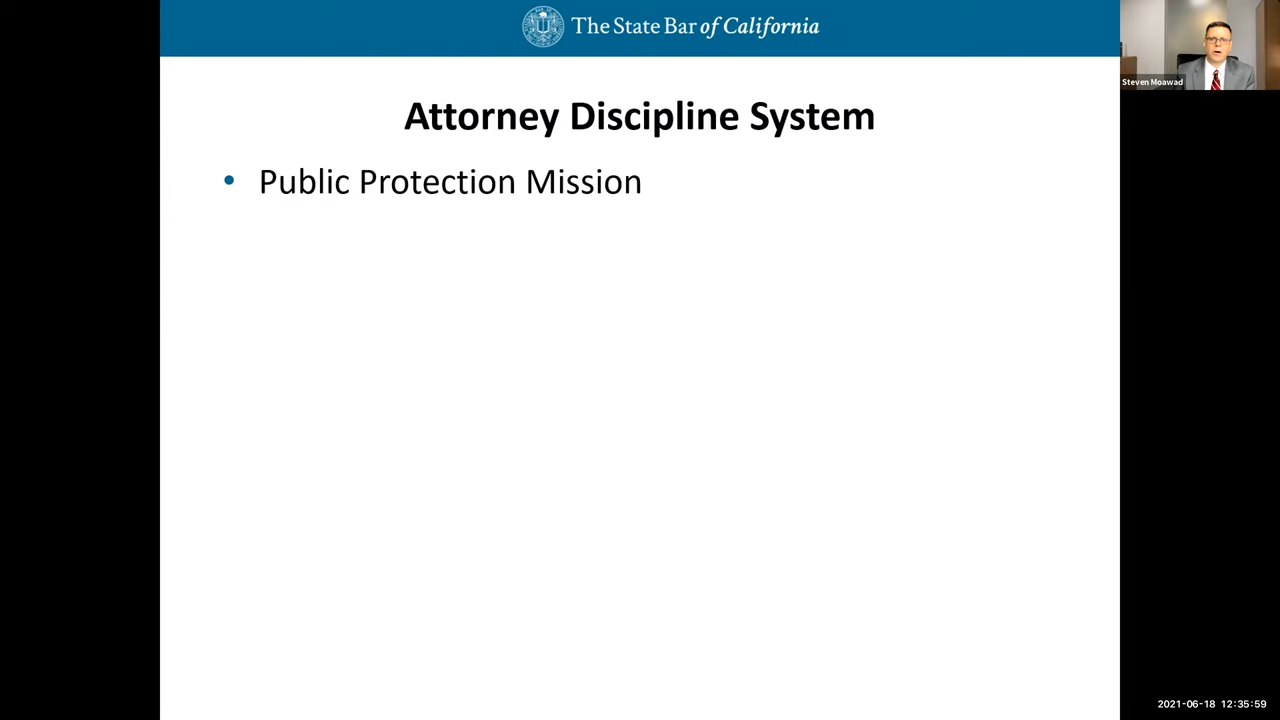 The State Bar of California
Steven Moawad
Attorney Discipline System
• Public Protection Mission
2021-06-18 12:35:59